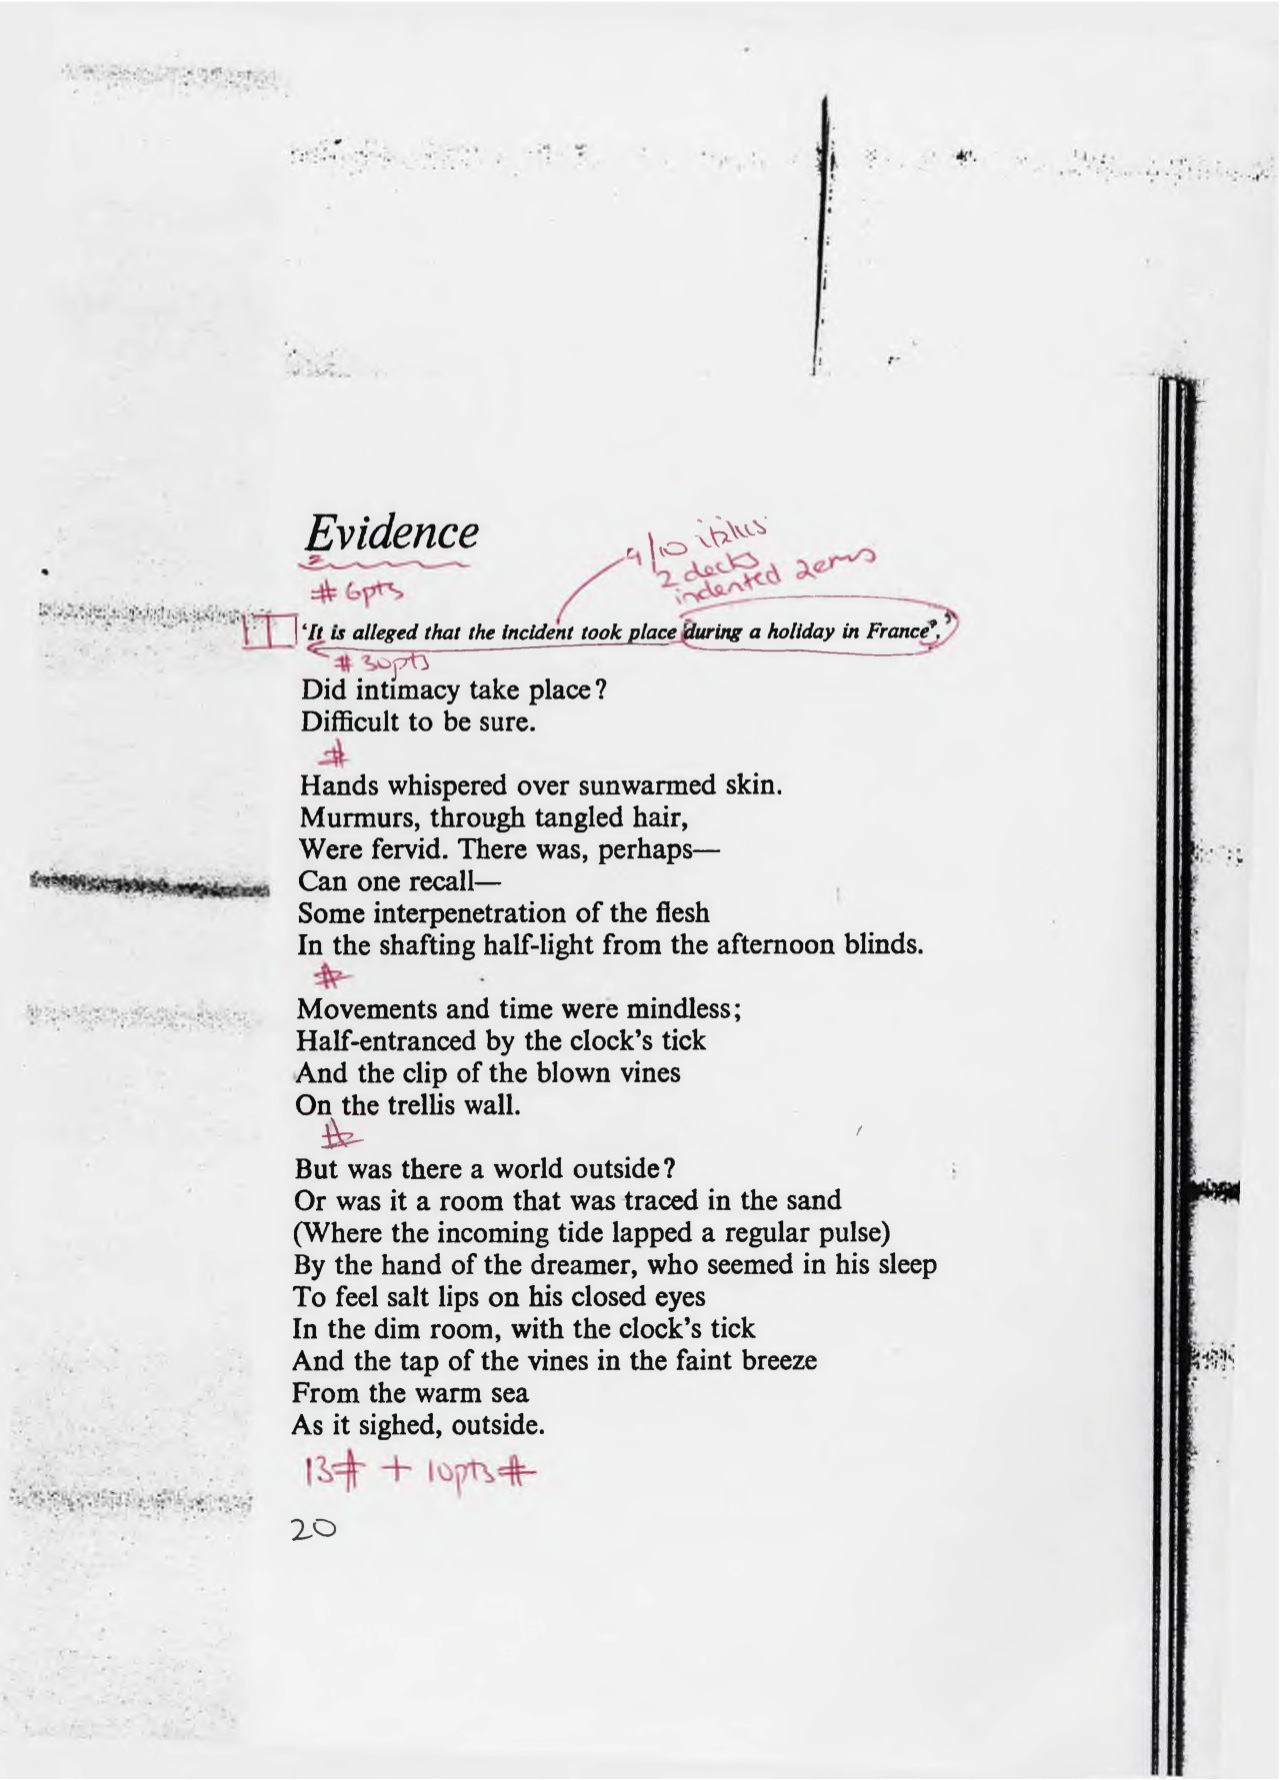 Evidence
# 6pts
9/10 italics
2 decks
indented 2ems
‘It is alleged that the incident took place during a holiday in France’.’
# 30pts
Did intimacy take place?
Difficult to be sure.
#
Hands whispered over sunwarmed skin.
Murmurs, through tangled hair,
Were fervid. There was, perhaps—
Can one recall—
Some interpenetration of the flesh
In the shafting half-light from the afternoon blinds.
#
Movements and time were mindless;
Half-entranced by the clock’s tick
And the clip of the blown vines
On the trellis wall.
#
But was there a world outside?
Or was it a room that was traced in the sand
(Where the incoming tide lapped a regular pulse)
By the hand of the dreamer, who seemed in his sleep
To feel salt lips on his closed eyes
In the dim room, with the clock’s tick
And the tap of the vines in the faint breeze
From the warm sea
As it sighed, outside.
13# + 10pts#
20